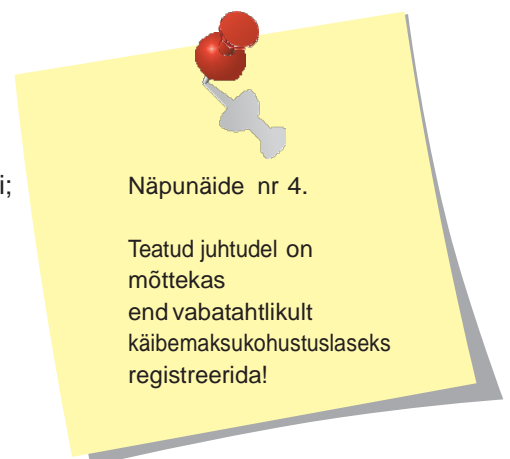 i;
Näpunäide nr 4.
Teatud juhtudel on
mõttekas
end vabatahtlikult
käibemaksukohustuslaseks
registreerida!